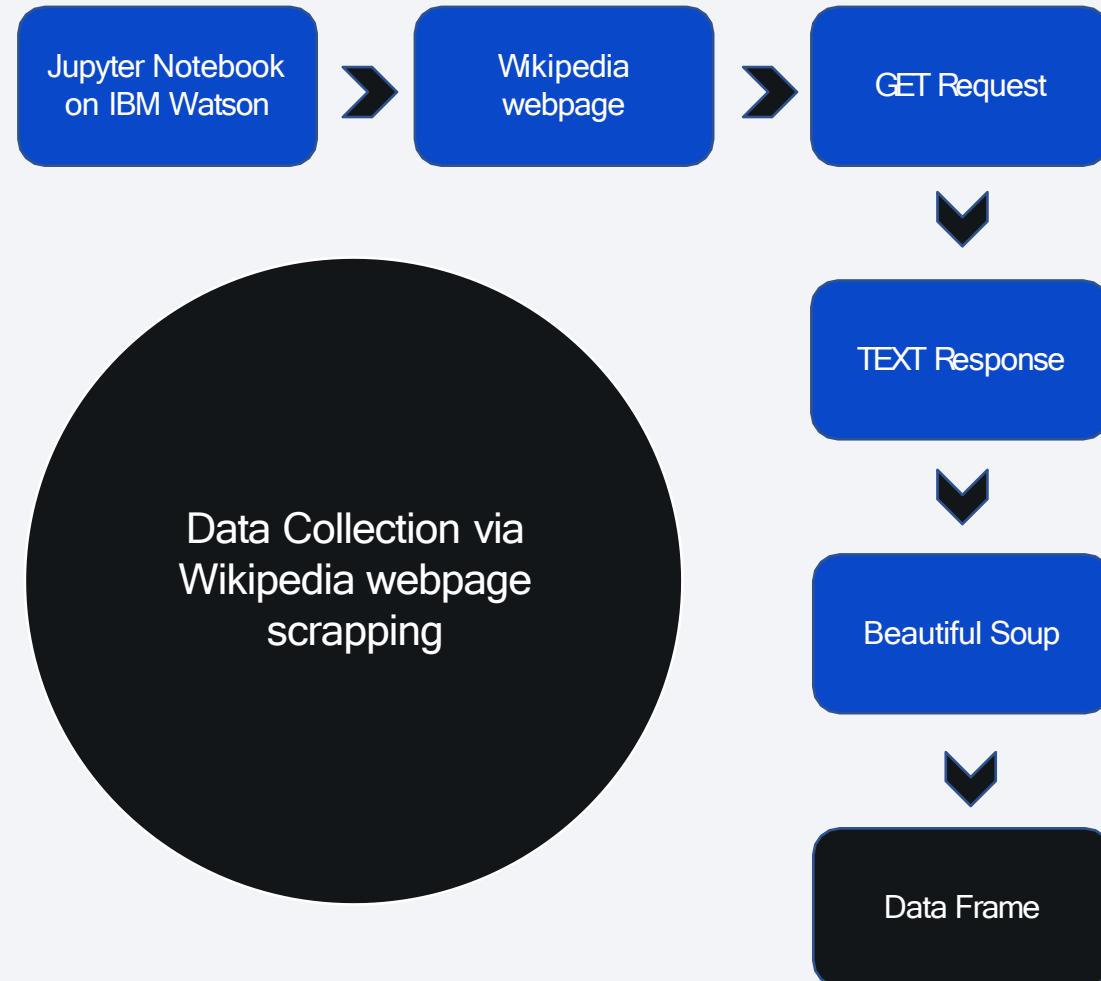 Jupyter Notebook
on IBM Watson
Wikipedia
webpage
GET Request
TEXT Response
Data Collection via
Wikipedia webpage
scrapping
Beautiful Soup
Data Frame